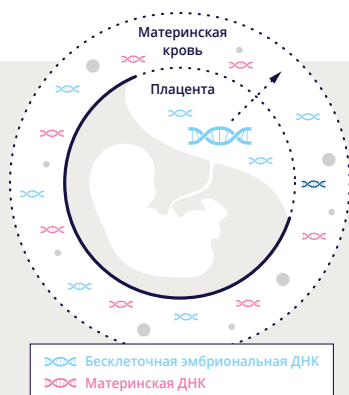 Материнская
кровь
Плацента
Бесклеточная эмбриональная ДНК
Материнская ДНК